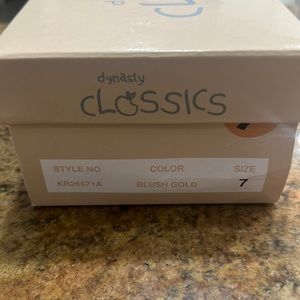 dynasty
CLASSICS
STYLE NO COLOR SIZE
KR26571A BLUSH GOLD 7